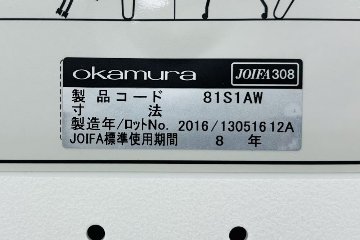 okamura JOIFA308
製品コード 81S1AW
寸法
製造年/ロットNo. 2016/13051612A
JOIFA標準使用期間 8 年